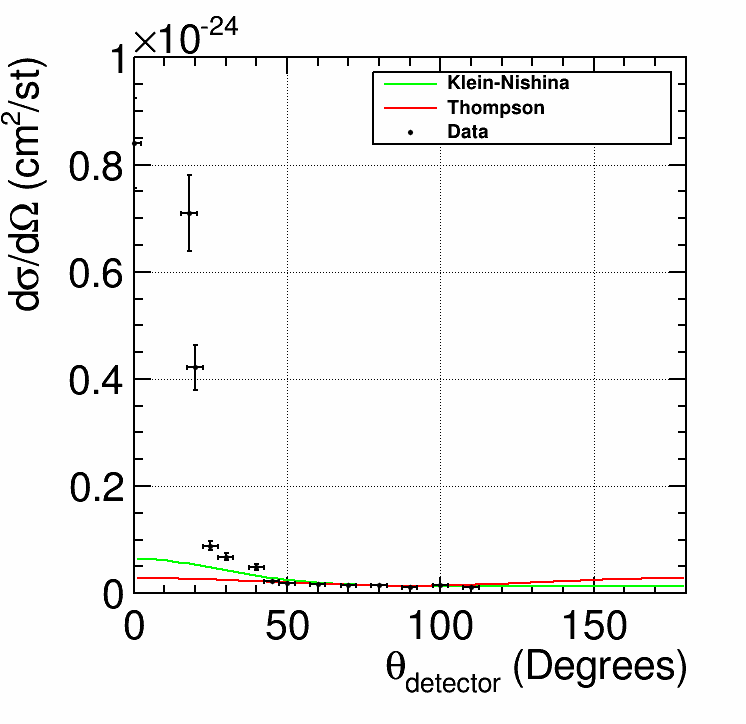 ×10⁻²⁴
dσ/dΩ (cm²/st)
Klein-Nishina
Thompson
Data
1
0.8
0.6
0.4
0.2
0
0 50 100 150
θdetector (Degrees)